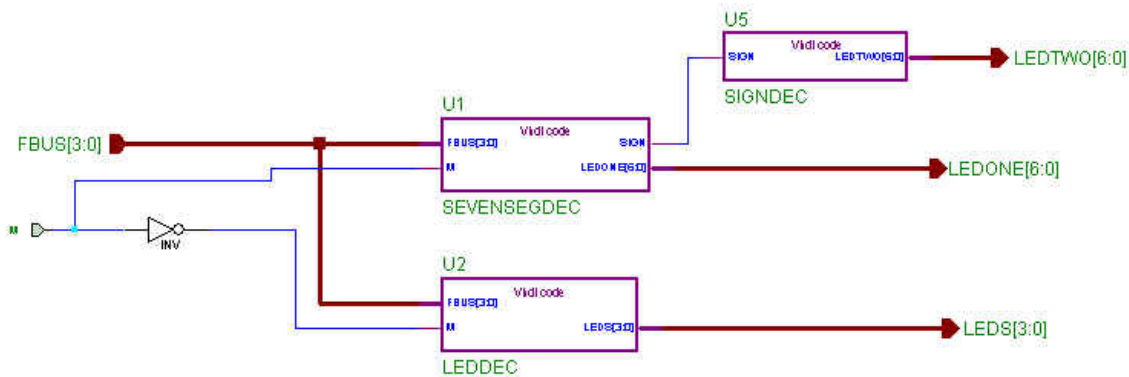 U5
Vhdl code
SIGN
LEDTWO[6:0]
LEDTWO[6:0]
SIGNDEC
U1
Vhdl code
FBUS[3:0]
FBUS[3:0]
SIGN
M
LEDONE[6:0]
LEDONE[6:0]
SEVENSEGDEC
M
INV
U2
Vhdl code
FBUS[3:0]
M
LEDS[3:0]
LEDS[3:0]
LEDDEC